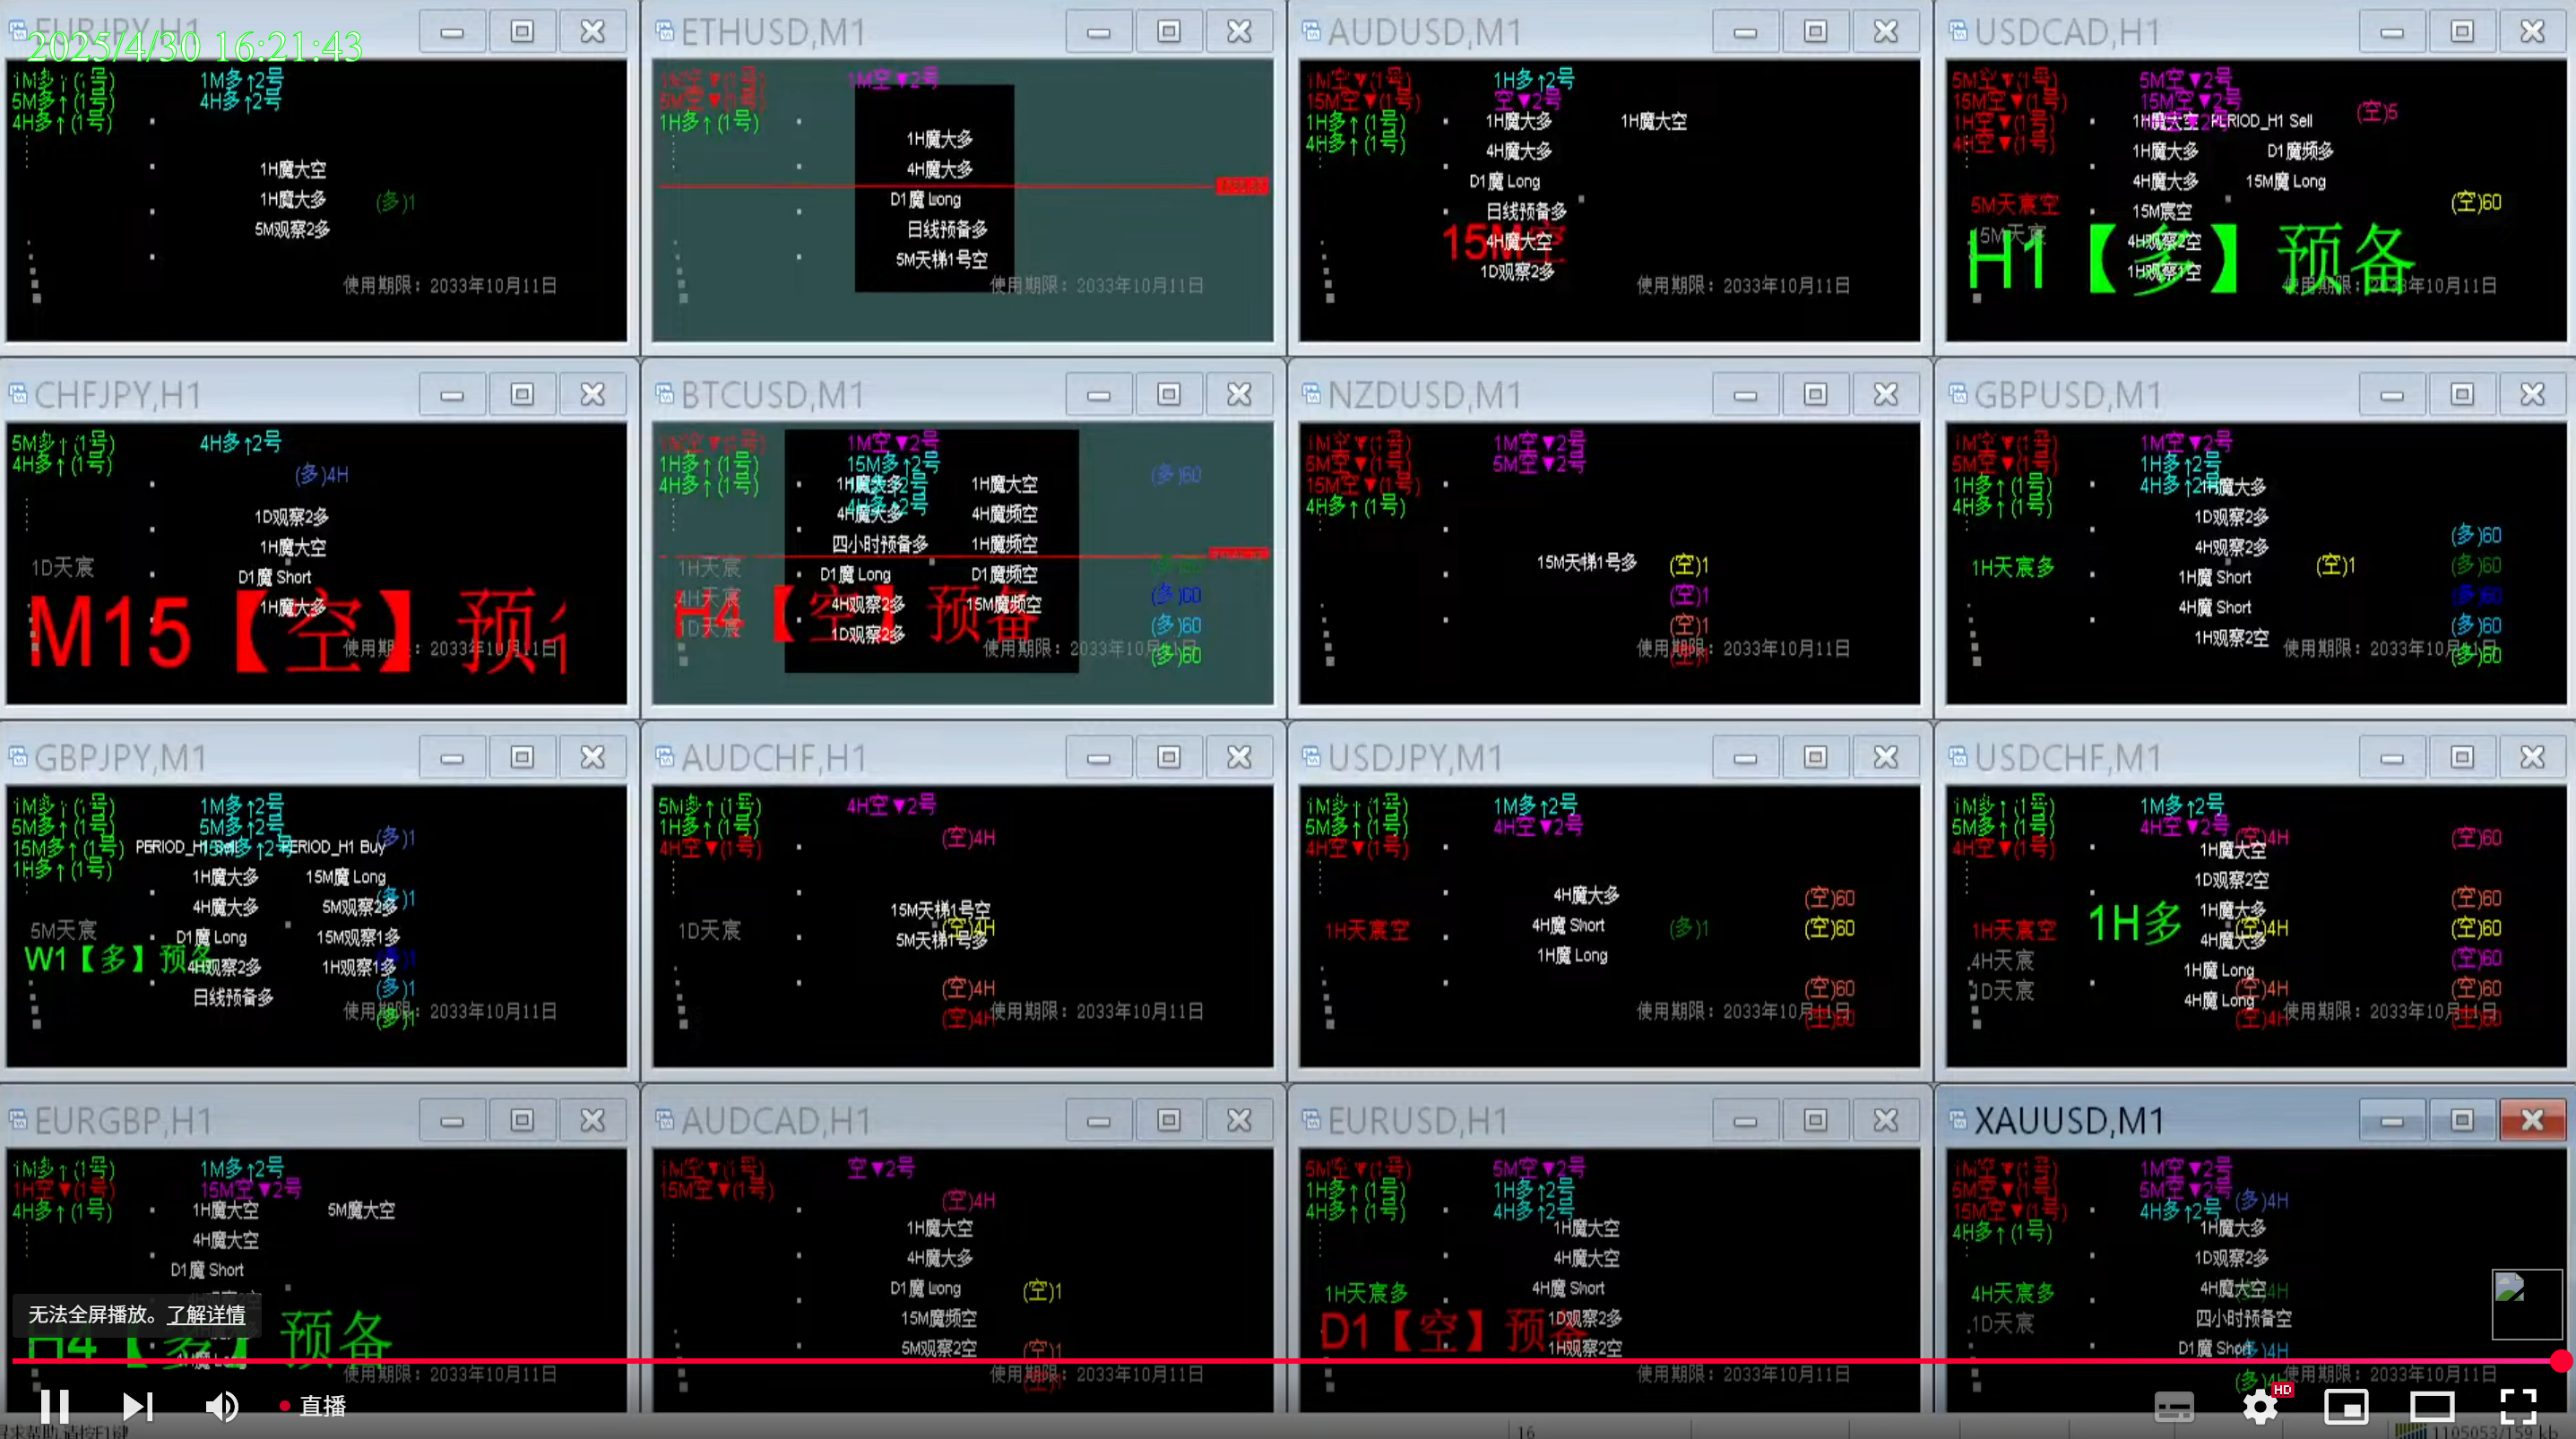 EURJPY,H1
2025/4/30 16:21:43
1M多↑(1号) 1M多↑2号
5M多↑(1号) 4H多↑2号
4H多↑(1号)
1H魔大空
1H魔大多 (多)1
5M观察2多
使用期限：2033年10月11日
ETHUSD,M1
1M空▼(1号) 1M空▼2号
5M空▼(1号)
1H多↑(1号)
1H魔大多
4H魔大多
D1魔 Long
日线预备多
5M天梯1号空
使用期限：2033年10月11日
AUDUSD,M1
1M空▼(1号) 1H多↑2号
15M空▼(1号) 空▼2号
1H多↑(1号) 1H魔大多 1H魔大空
4H多↑(1号) 4H魔大多
D1魔 Long
日线预备多
15M空
4H魔大空
1D观察2多
使用期限：2033年10月11日
USDCAD,H1
5M空▼(1号) 5M空▼2号
15M空▼(1号) 15M空▼2号 (空)5
1H空▼(1号) 1H魔大空 PERIOD_H1 Sell
4H空▼(1号) 1H魔大多 D1魔频多
4H魔大多 15M魔 Long
5M天宸空 15M宸空 (空)60
15M天宸 4H观察2空
H1【多】预备
1H观察1空
使用期限：2033年10月11日
CHFJPY,H1
5M多↑(1号) 4H多↑2号
4H多↑(1号) (多)4H
1D观察2多
1H魔大空
1D天宸 D1魔 Short
1H魔大多
M15【空】预
使用期限：2033年10月11日
BTCUSD,M1
1M空▼(1号) 1M空▼2号
1H多↑(1号) 15M多↑2号 (多)60
4H多↑(1号) 1H魔大多 1H魔大空
4H多↑2号
4H魔大多 4H魔频空
四小时预备多 1H魔频空
1H天宸 D1魔 Long D1魔频空
4H天宸 4H观察2多 15M魔频空 (多)60
H4【空】预备
1D天宸 1D观察2多 (多)60
使用期限：2033年10月11日
(多)60
NZDUSD,M1
1M空▼(1号) 1M空▼2号
5M空▼(1号) 5M空▼2号
15M空▼(1号)
4H多↑(1号)
15M天梯1号多 (空)1
(空)1
(空)1
使用期限：2033年10月11日
GBPUSD,M1
1M空▼(1号) 1M空▼2号
5M空▼(1号) 1H多↑2号
1H多↑(1号) 4H多↑2号 1H魔大多
4H多↑(1号) 1D观察2多
4H观察2多 (多)60
1H天宸多 1H魔 Short (空)1 (多)60
4H魔 Short (多)60
1H观察2空 (多)60
使用期限：2033年10月11日
(多)60
GBPJPY,M1
1M多↑(1号) 1M多↑2号
5M多↑(1号) 5M多↑2号 (多)1
15M多↑(1号) 15M多↑2号 PERIOD_H1 PERIOD_H1 Buy
1H多↑(1号) 1H魔大多 15M魔 Long
4H魔大多 5M观察2多 (多)1
5M天宸 D1魔 Long 15M观察1多
W1【多】预备
4H观察2多 1H观察1多 (多)1
日线预备多 (多)1
使用期限：2033年10月11日
(多)1
AUDCHF,H1
5M多↑(1号) 4H空▼2号
1H多↑(1号) (空)4H
4H空▼(1号)
15M天梯1号空
1D天宸 (空)4H
5M天梯1号多
(空)4H
(空)4H
使用期限：2033年10月11日
USDJPY,M1
1M多↑(1号) 1M多↑2号
5M多↑(1号) 4H空▼2号
4H空▼(1号)
4H魔大多 (空)60
1H天宸空 4H魔 Short (多)1 (空)60
1H魔 Long
(空)60
使用期限：2033年10月11日
(空)60
USDCHF,M1
1M多↑(1号) 1M多↑2号
5M多↑(1号) 4H空▼2号 (空)4H (空)60
4H空▼(1号) 1H魔大空
1D观察2空 (空)60
1H多 1H魔大多
1H天宸空 (空)4H (空)60
4H魔大多
4H天宸 1H魔 Long (空)60
1D天宸 4H魔 Long (空)4H (空)60
(空)4H (空)60
使用期限：2033年10月11日
EURGBP,H1
1M多↑(1号) 1M多↑2号
1H空▼(1号) 15M空▼2号
4H多↑(1号) 1H魔大空 5M魔大空
4H魔大空
D1魔 Short
H4【多】预备
使用期限：2033年10月11日
AUDCAD,H1
1M空▼(1号) 空▼2号
15M空▼(1号) (空)4H
1H魔大空
4H魔大多
D1魔 Long (空)1
15M魔频空
5M观察2空 (空)1
使用期限：2033年10月11日
EURUSD,H1
5M空▼(1号) 5M空▼2号
1H多↑(1号) 1H多↑2号
4H多↑(1号) 4H多↑2号
1H魔大空
4H魔大空
1H天宸多 4H魔 Short
D1【空】预备
1D观察2多
1H观察2空
使用期限：2033年10月11日
XAUUSD,M1
1M空▼(1号) 1M空▼2号
5M空▼(1号) 5M空▼2号 (多)4H
15M空▼(1号) 4H多↑2号
4H多↑(1号) 1H魔大多
1D观察2多
4H天宸多 4H魔大空
1D天宸 四小时预备空
D1魔 Short (多)4H
使用期限：2033年10月11日
无法全屏播放。了解详情
直播
HD
16
1105053/159 kb